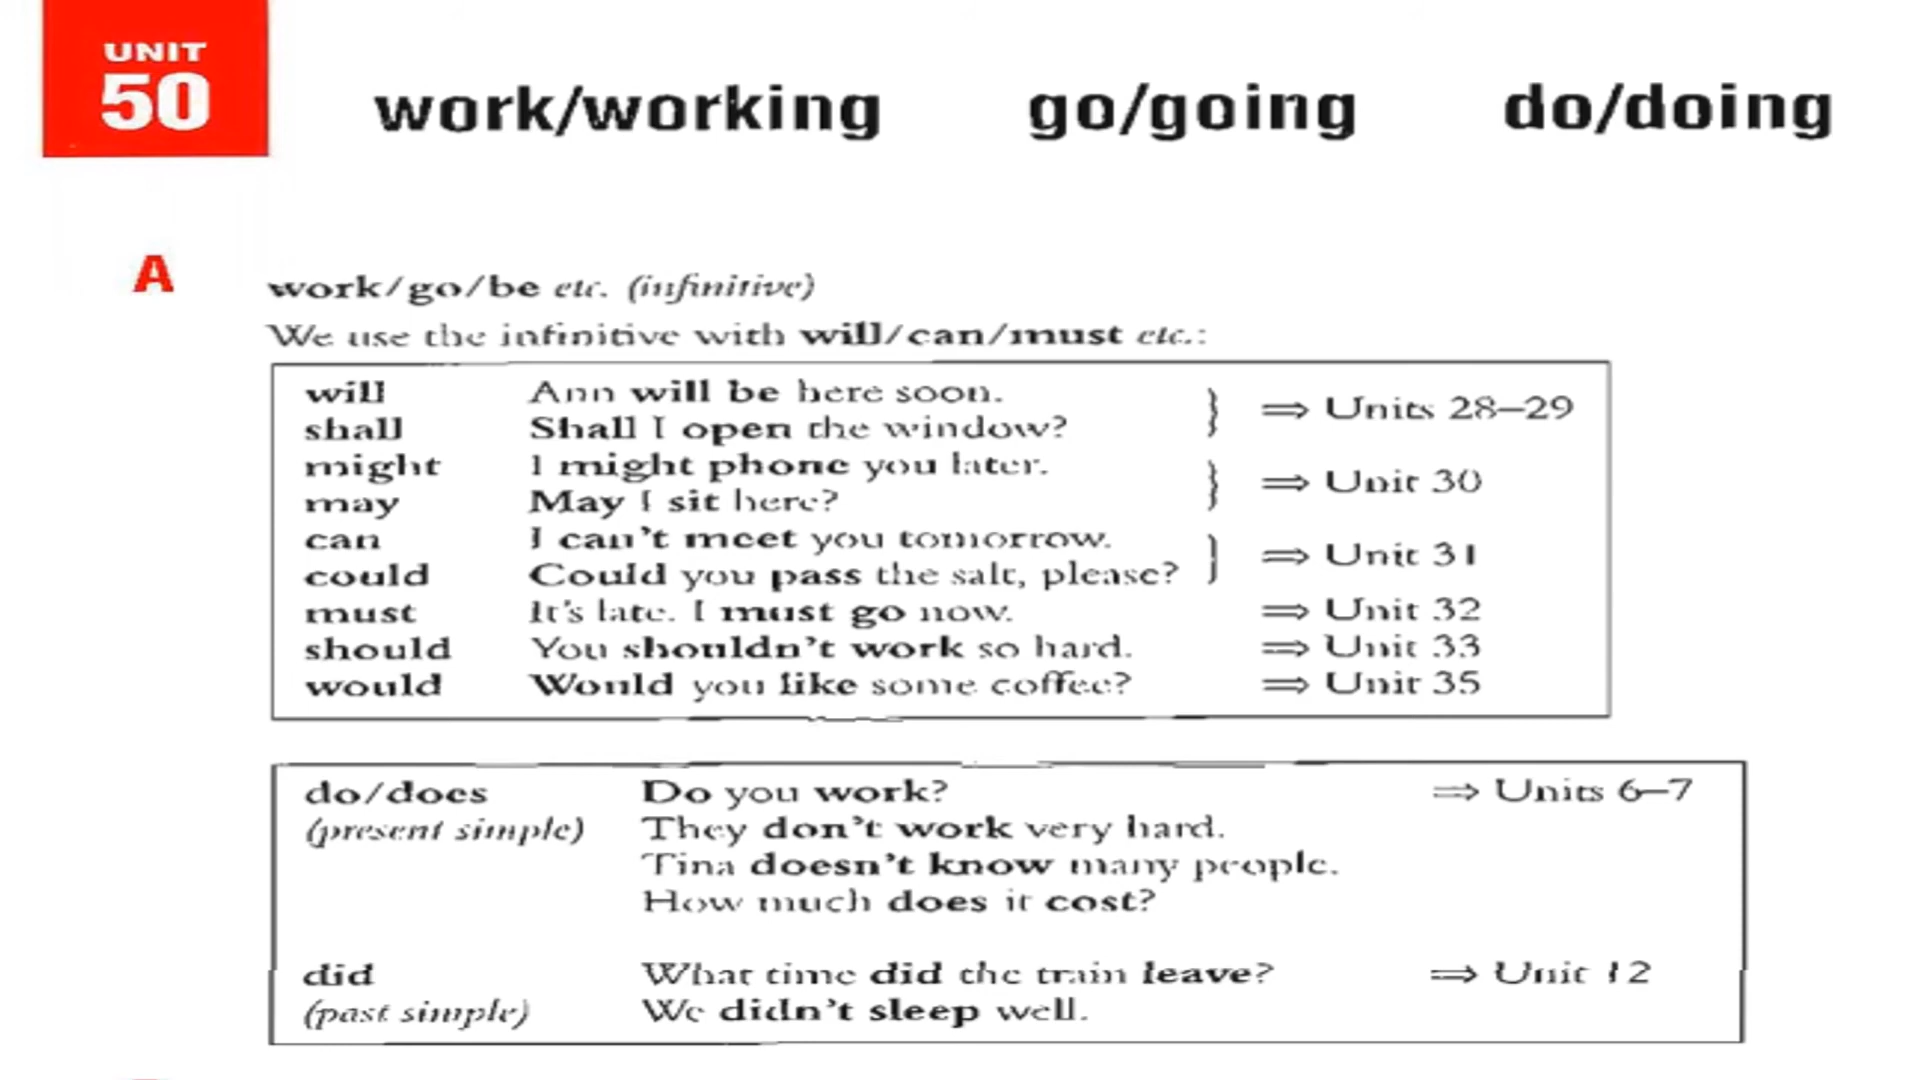 UNIT
50
work/working go/going do/doing
A
work/go/be etc. (infinitive)
We use the infinitive with will/can/must etc.:
will Ann will be here soon. } ⇒ Units 28–29
shall Shall I open the window?
might I might phone you later. } ⇒ Unit 30
may May I sit here?
can I can't meet you tomorrow. } ⇒ Unit 31
could Could you pass the salt, please?
must It's late. I must go now. ⇒ Unit 32
should You shouldn't work so hard. ⇒ Unit 33
would Would you like some coffee? ⇒ Unit 35
do/does Do you work? ⇒ Units 6–7
(present simple) They don't work very hard.
Tina doesn't know many people.
How much does it cost?
did What time did the train leave? ⇒ Unit 12
(past simple) We didn't sleep well.